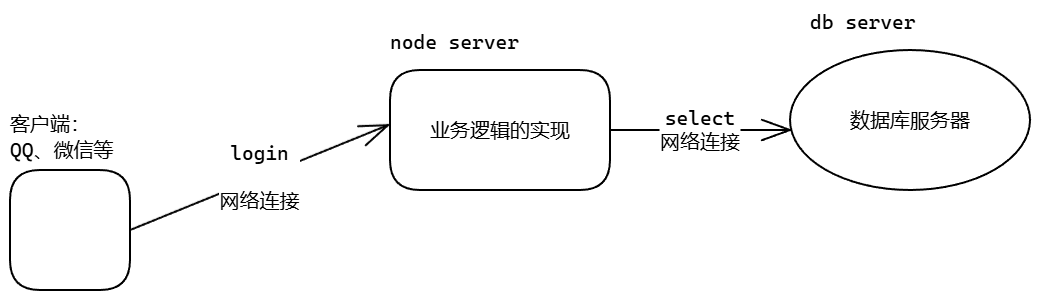 db server
node server
客户端:
QQ、微信等
login
网络连接
业务逻辑的实现
select
网络连接
数据库服务器